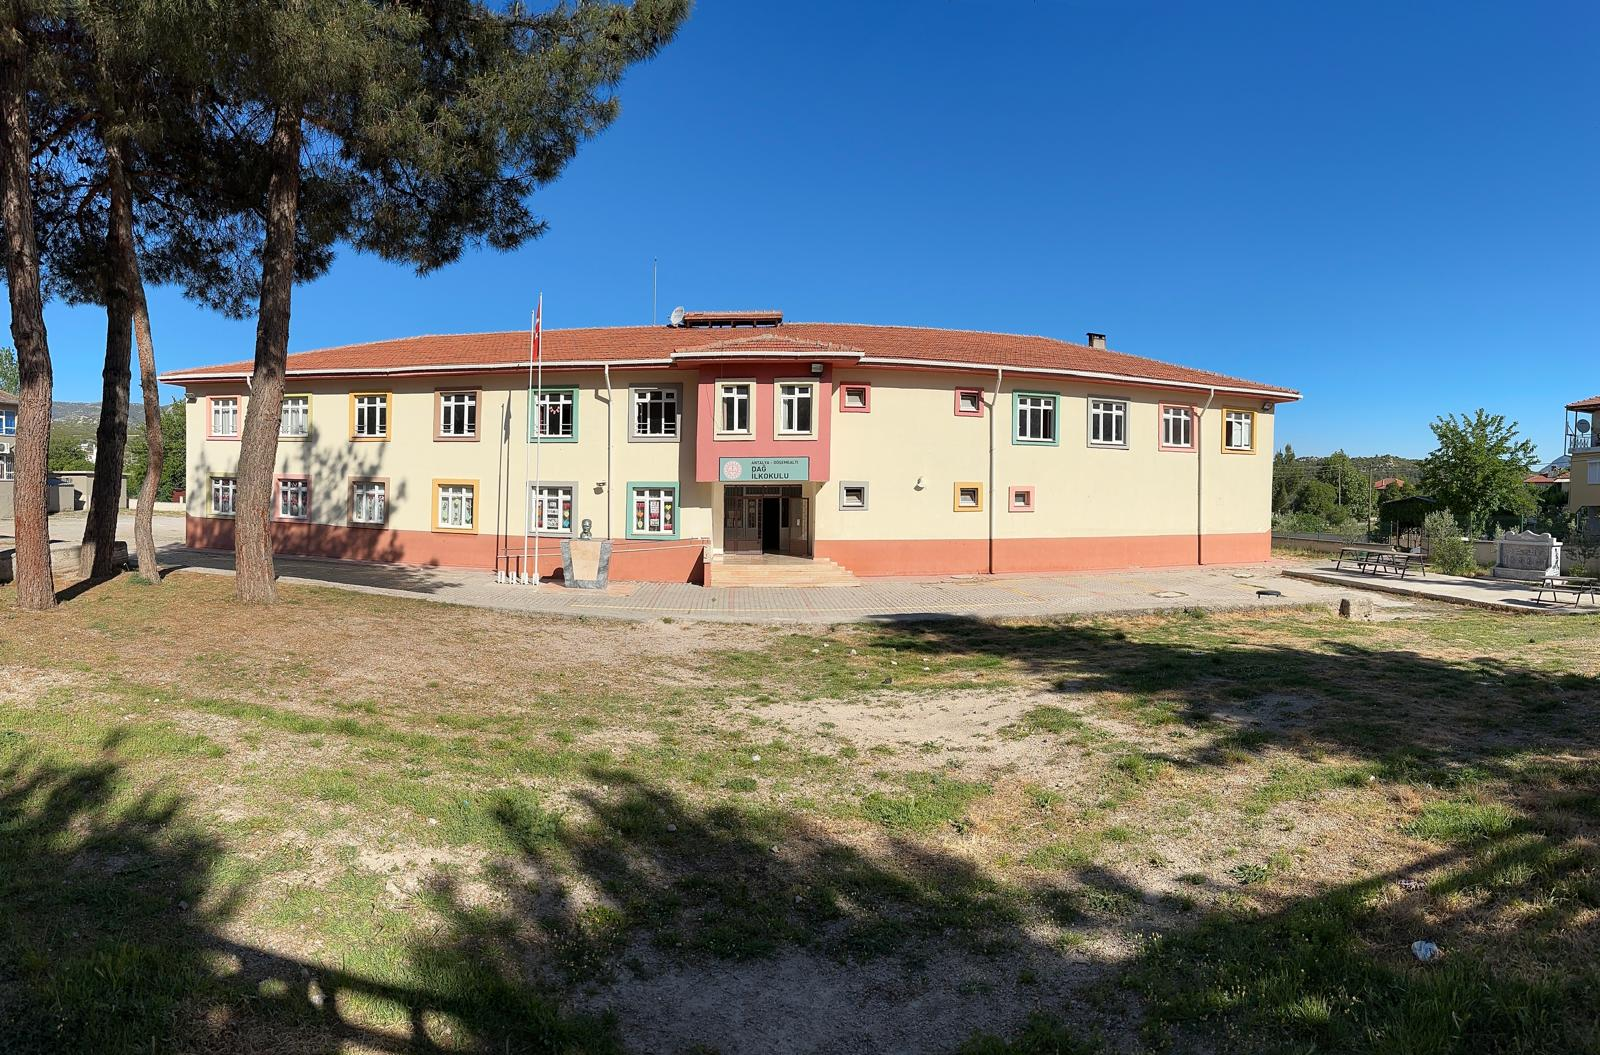 ANTALYA - DÖŞEMEALTI
DAĞ
İLKOKULU